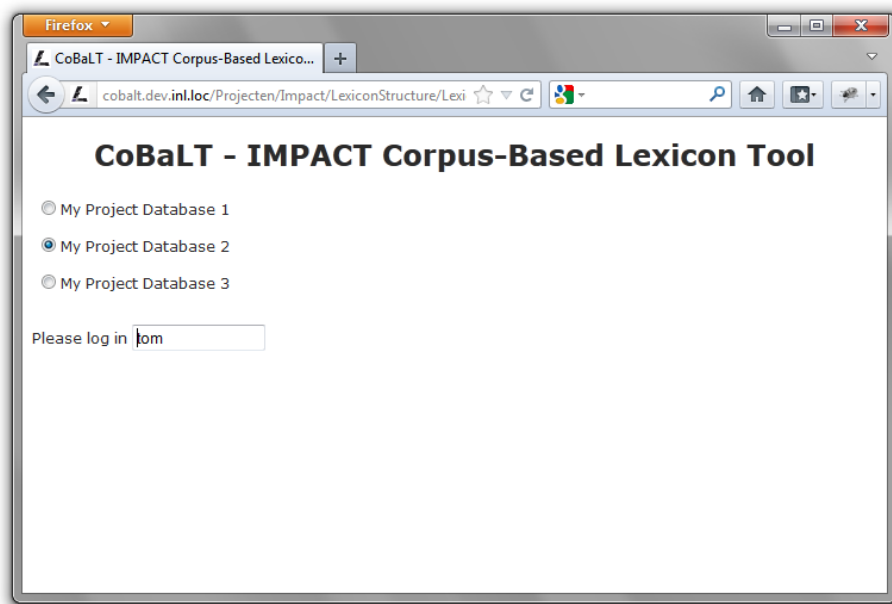 Firefox
CoBaLT - IMPACT Corpus-Based Lexico...
cobalt.dev.inl.loc/Projecten/Impact/LexiconStructure/Lexi
CoBaLT - IMPACT Corpus-Based Lexicon Tool
My Project Database 1
My Project Database 2
My Project Database 3
Please log in tom